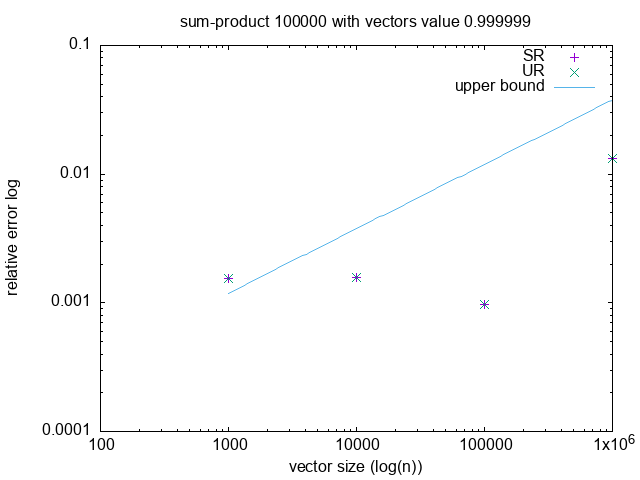 sum-product 100000 with vectors value 0.999999
SR
UR
upper bound
relative error log
0.1
0.01
0.001
0.0001
100
1000
10000
100000
1x10^6
vector size (log(n))